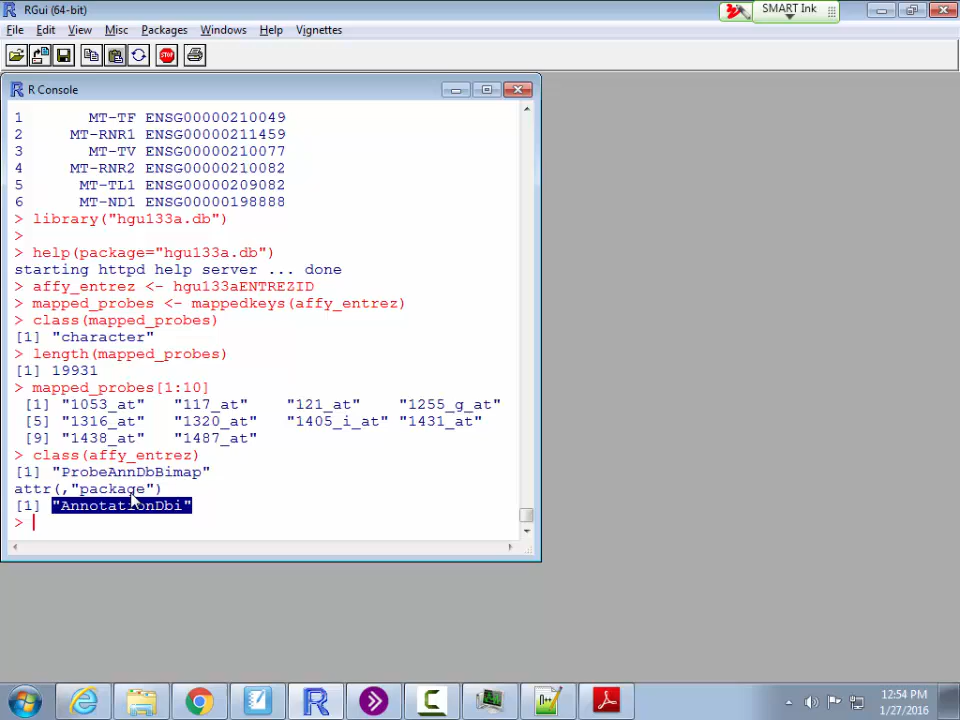 RGui (64-bit)
SMART Ink
File Edit View Misc Packages Windows Help Vignettes
STOP
R Console
1 MT-TF ENSG00000210049
2 MT-RNR1 ENSG00000211459
3 MT-TV ENSG00000210077
4 MT-RNR2 ENSG00000210082
5 MT-TL1 ENSG00000209082
6 MT-ND1 ENSG00000198888
> library("hgu133a.db")
>
> help(package="hgu133a.db")
starting httpd help server ... done
> affy_entrez <- hgu133aENTREZID
> mapped_probes <- mappedkeys(affy_entrez)
> class(mapped_probes)
[1] "character"
> length(mapped_probes)
[1] 19931
> mapped_probes[1:10]
[1] "1053_at" "117_at" "121_at" "1255_g_at"
[5] "1316_at" "1320_at" "1405_i_at" "1431_at"
[9] "1438_at" "1487_at"
> class(affy_entrez)
[1] "ProbeAnnDbBimap"
attr(,"package")
[1] "AnnotationDbi"
>
12:54 PM
1/27/2016